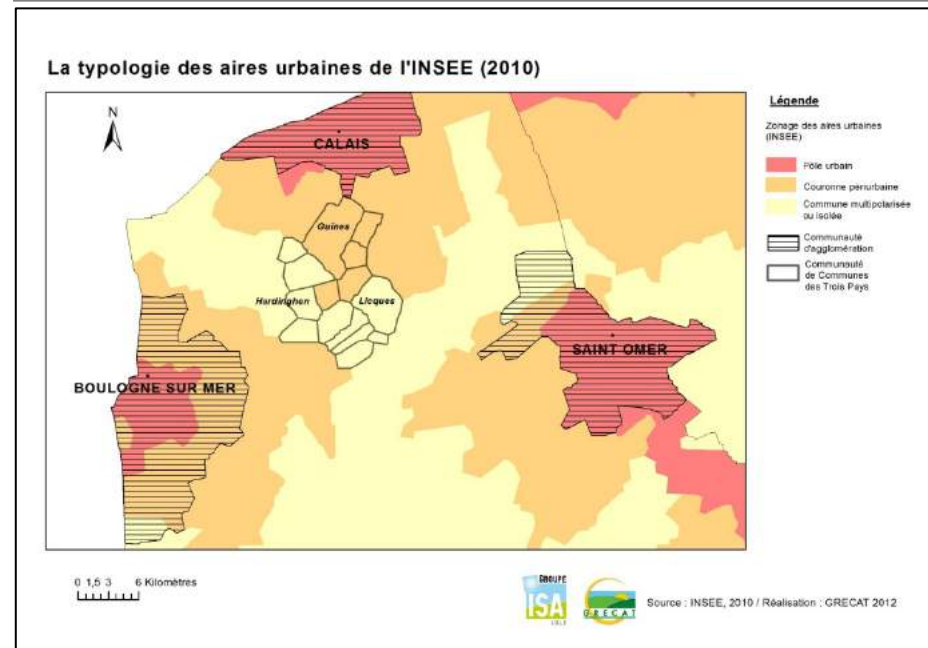 La typologie des aires urbaines de l'INSEE (2010)
N
CALAIS
Guines
Hardinghen
Licques
SAINT OMER
BOULOGNE SUR MER
Légende
Zonage des aires urbaines
(INSEE)
Pôle urbain
Couronne périurbaine
Commune multipolarisée
ou isolée
Communauté
d'agglomération
Communauté
de Communes
des Trois Pays
0 1,5 3 6 Kilomètres
GROUPE
ISA
LILLE
GRECAT
Source : INSEE, 2010 / Réalisation : GRECAT 2012